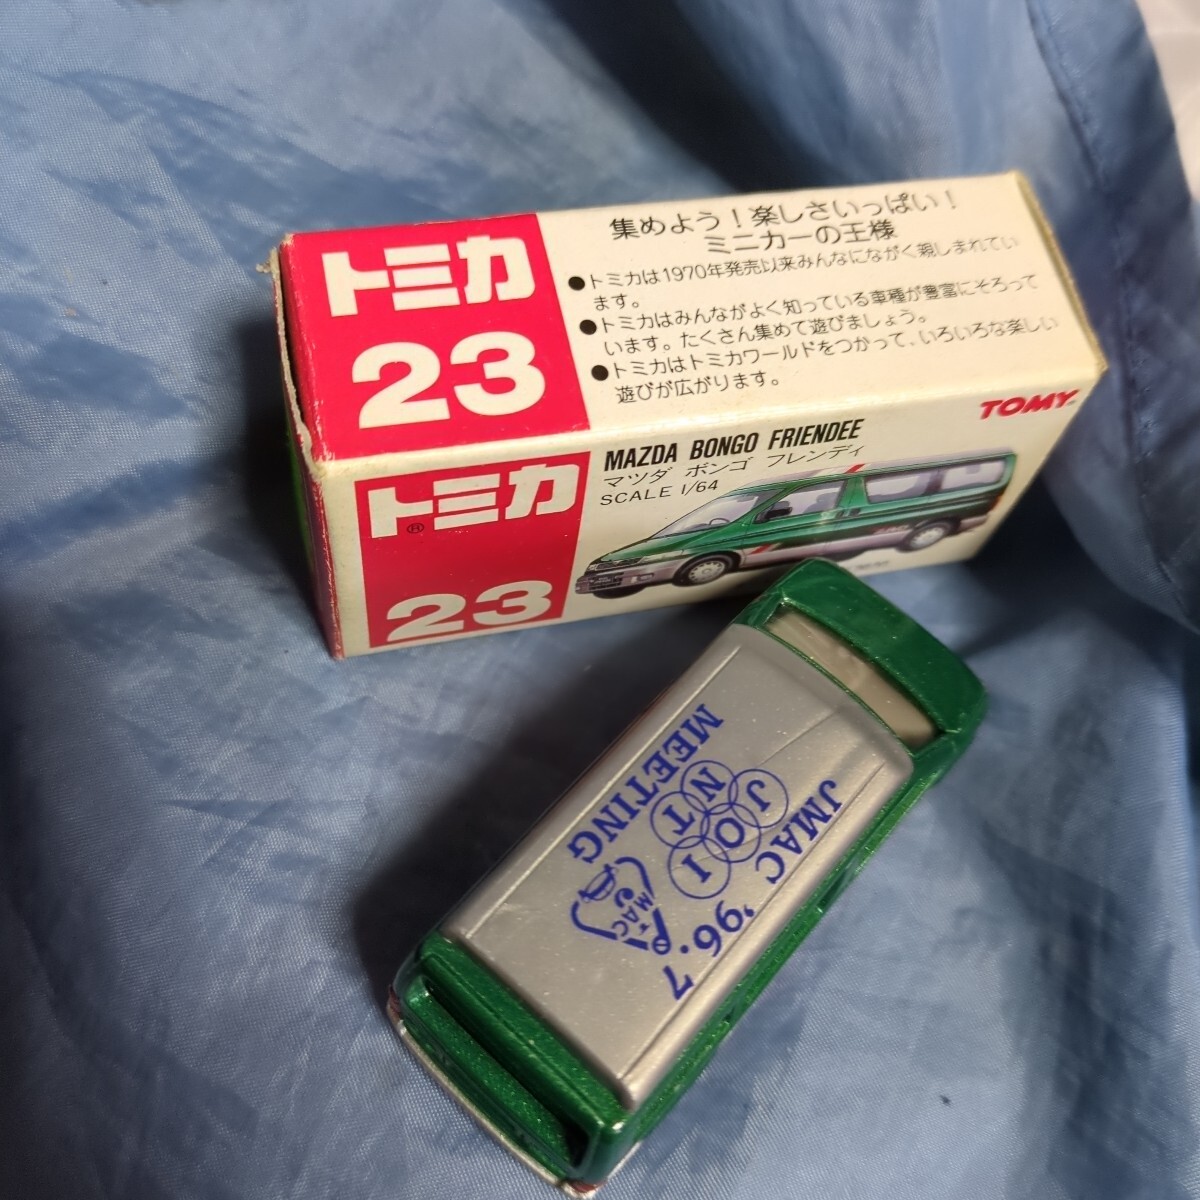 トミカ
23
集めよう！楽しさいっぱい！
ミニカーの王様
●トミカは1970年発売以来みんなにながく親しまれてい
ます。
●トミカはみんながよく知っている車種が豊富にそろって
います。たくさん集めて遊びましょう。
●トミカはトミカワールドをつかって、いろいろな楽しい
遊びが広がります。
トミカ®
23
MAZDA BONGO FRIENDEE
マツダ ボンゴ フレンディ
SCALE 1/64
TOMY
JMAC '96.7
JOINT
MEETING
JMAC